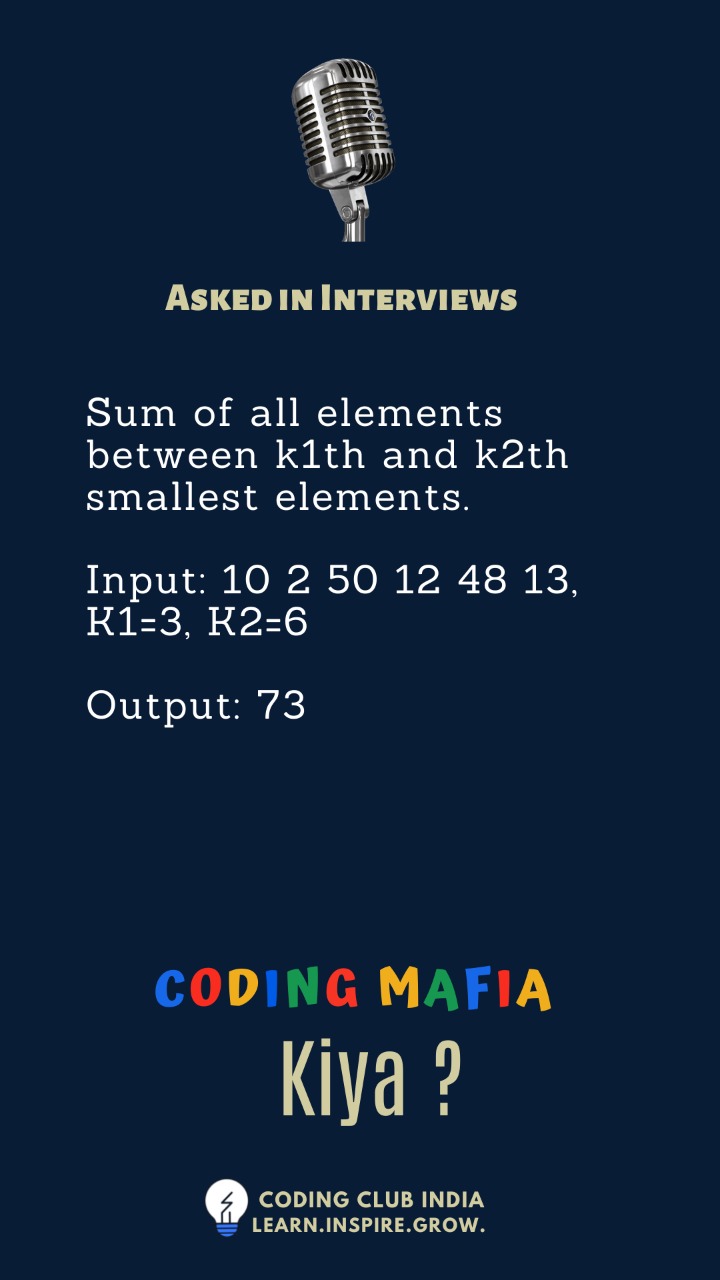 Asked in Interviews
Sum of all elements
between k1th and k2th
smallest elements.
Input: 10 2 50 12 48 13,
K1=3, K2=6
Output: 73
CODING MAFIA
Kiya ?
CODING CLUB INDIA
LEARN.INSPIRE.GROW.